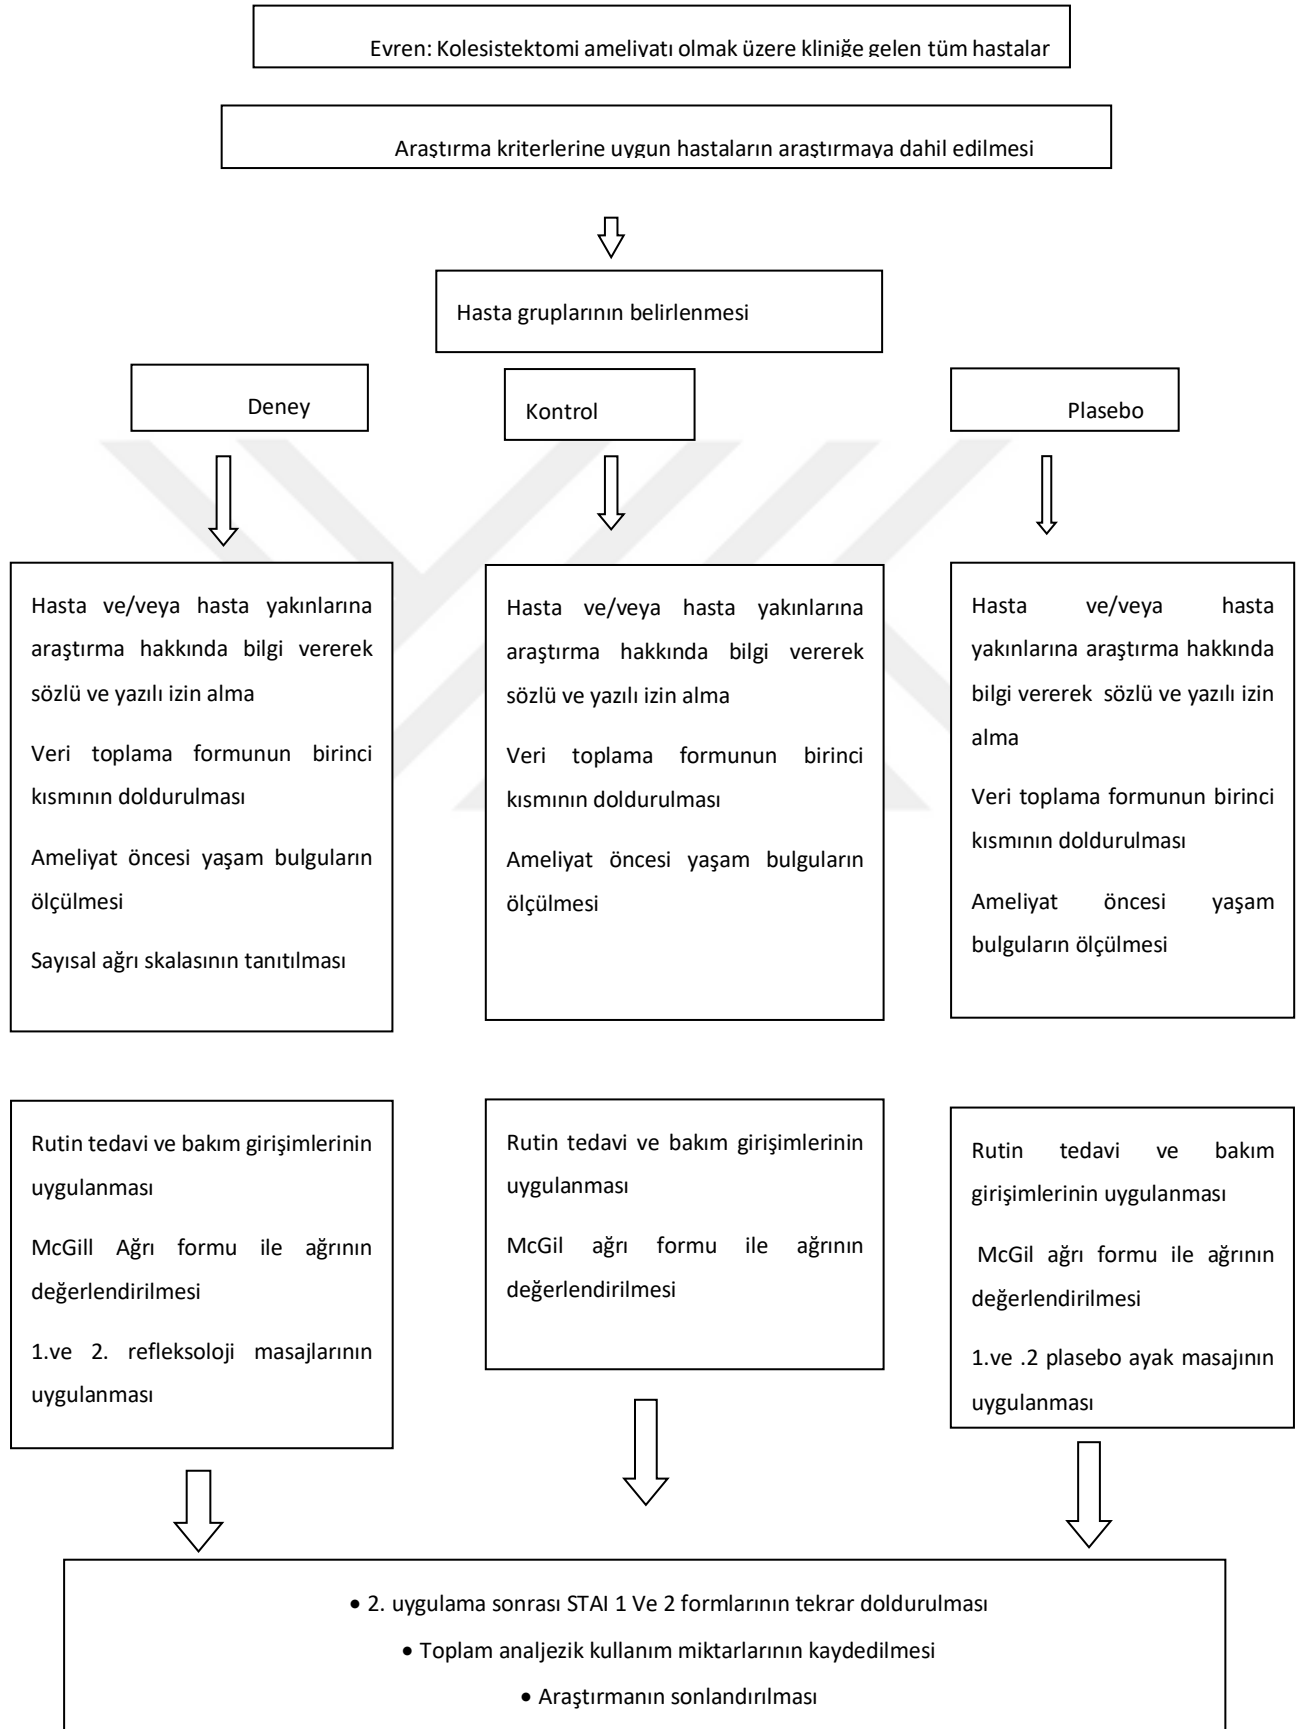 Evren: Kolesistektomi ameliyatı olmak üzere kliniğe gelen tüm hastalar
Araştırma kriterlerine uygun hastaların araştırmaya dahil edilmesi
Hasta gruplarının belirlenmesi
Deney
Kontrol
Plasebo
Hasta ve/veya hasta yakınlarına
araştırma hakkında bilgi vererek
sözlü ve yazılı izin alma
Veri toplama formunun birinci
kısmının doldurulması
Ameliyat öncesi yaşam bulguların
ölçülmesi
Sayısal ağrı skalasının tanıtılması
Hasta ve/veya hasta yakınlarına
araştırma hakkında bilgi vererek
sözlü ve yazılı izin alma
Veri toplama formunun birinci
kısmının doldurulması
Ameliyat öncesi yaşam bulguların
ölçülmesi
Hasta ve/veya hasta
yakınlarına araştırma hakkında
bilgi vererek sözlü ve yazılı izin
alma
Veri toplama formunun birinci
kısmının doldurulması
Ameliyat öncesi yaşam
bulguların ölçülmesi
Rutin tedavi ve bakım girişimlerinin
uygulanması
McGill Ağrı formu ile ağrının
değerlendirilmesi
1.ve 2. refleksoloji masajlarının
uygulanması
Rutin tedavi ve bakım girişimlerinin
uygulanması
McGil ağrı formu ile ağrının
değerlendirilmesi
Rutin tedavi ve bakım
girişimlerinin uygulanması
McGil ağrı formu ile ağrının
değerlendirilmesi
1.ve .2 plasebo ayak masajının
uygulanması
• 2. uygulama sonrası STAI 1 Ve 2 formlarının tekrar doldurulması
• Toplam analjezik kullanım miktarlarının kaydedilmesi
• Araştırmanın sonlandırılması